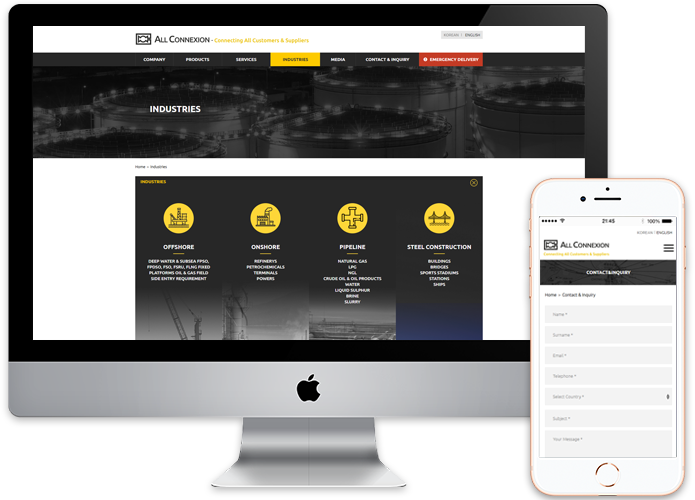 ALL CONNEXION - Connecting All Customers & Suppliers
KOREAN | ENGLISH
COMPANY PRODUCTS SERVICES INDUSTRIES MEDIA CONTACT & INQUIRY EMERGENCY DELIVERY
INDUSTRIES
Home > Industries
INDUSTRIES
OFFSHORE
DEEP WATER & SUBSEA FPSO,
FPDSO, FSO, FSRU, FLNG FIXED
PLATFORMS OIL & GAS FIELD
SIDE ENTRY REQUIREMENT
ONSHORE
REFINERYS
PETROCHEMICALS
TERMINALS
POWERS
PIPELINE
NATURAL GAS
LPG
NGL
CRUDE OIL & OIL PRODUCTS
WATER
LIQUID SULPHUR
BRINE
SLURRY
STEEL CONSTRUCTION
BUILDINGS
BRIDGES
SPORTS STADIUMS
STATIONS
SHIPS
21:45 100%
KOREAN | ENGLISH
ALL CONNEXION
Connecting All Customers & Suppliers
CONTACT&INQUIRY
Home > Contact & Inquiry
Name *
Surname *
Email *
Telephone *
Select Country *
Subject *
Your Message *